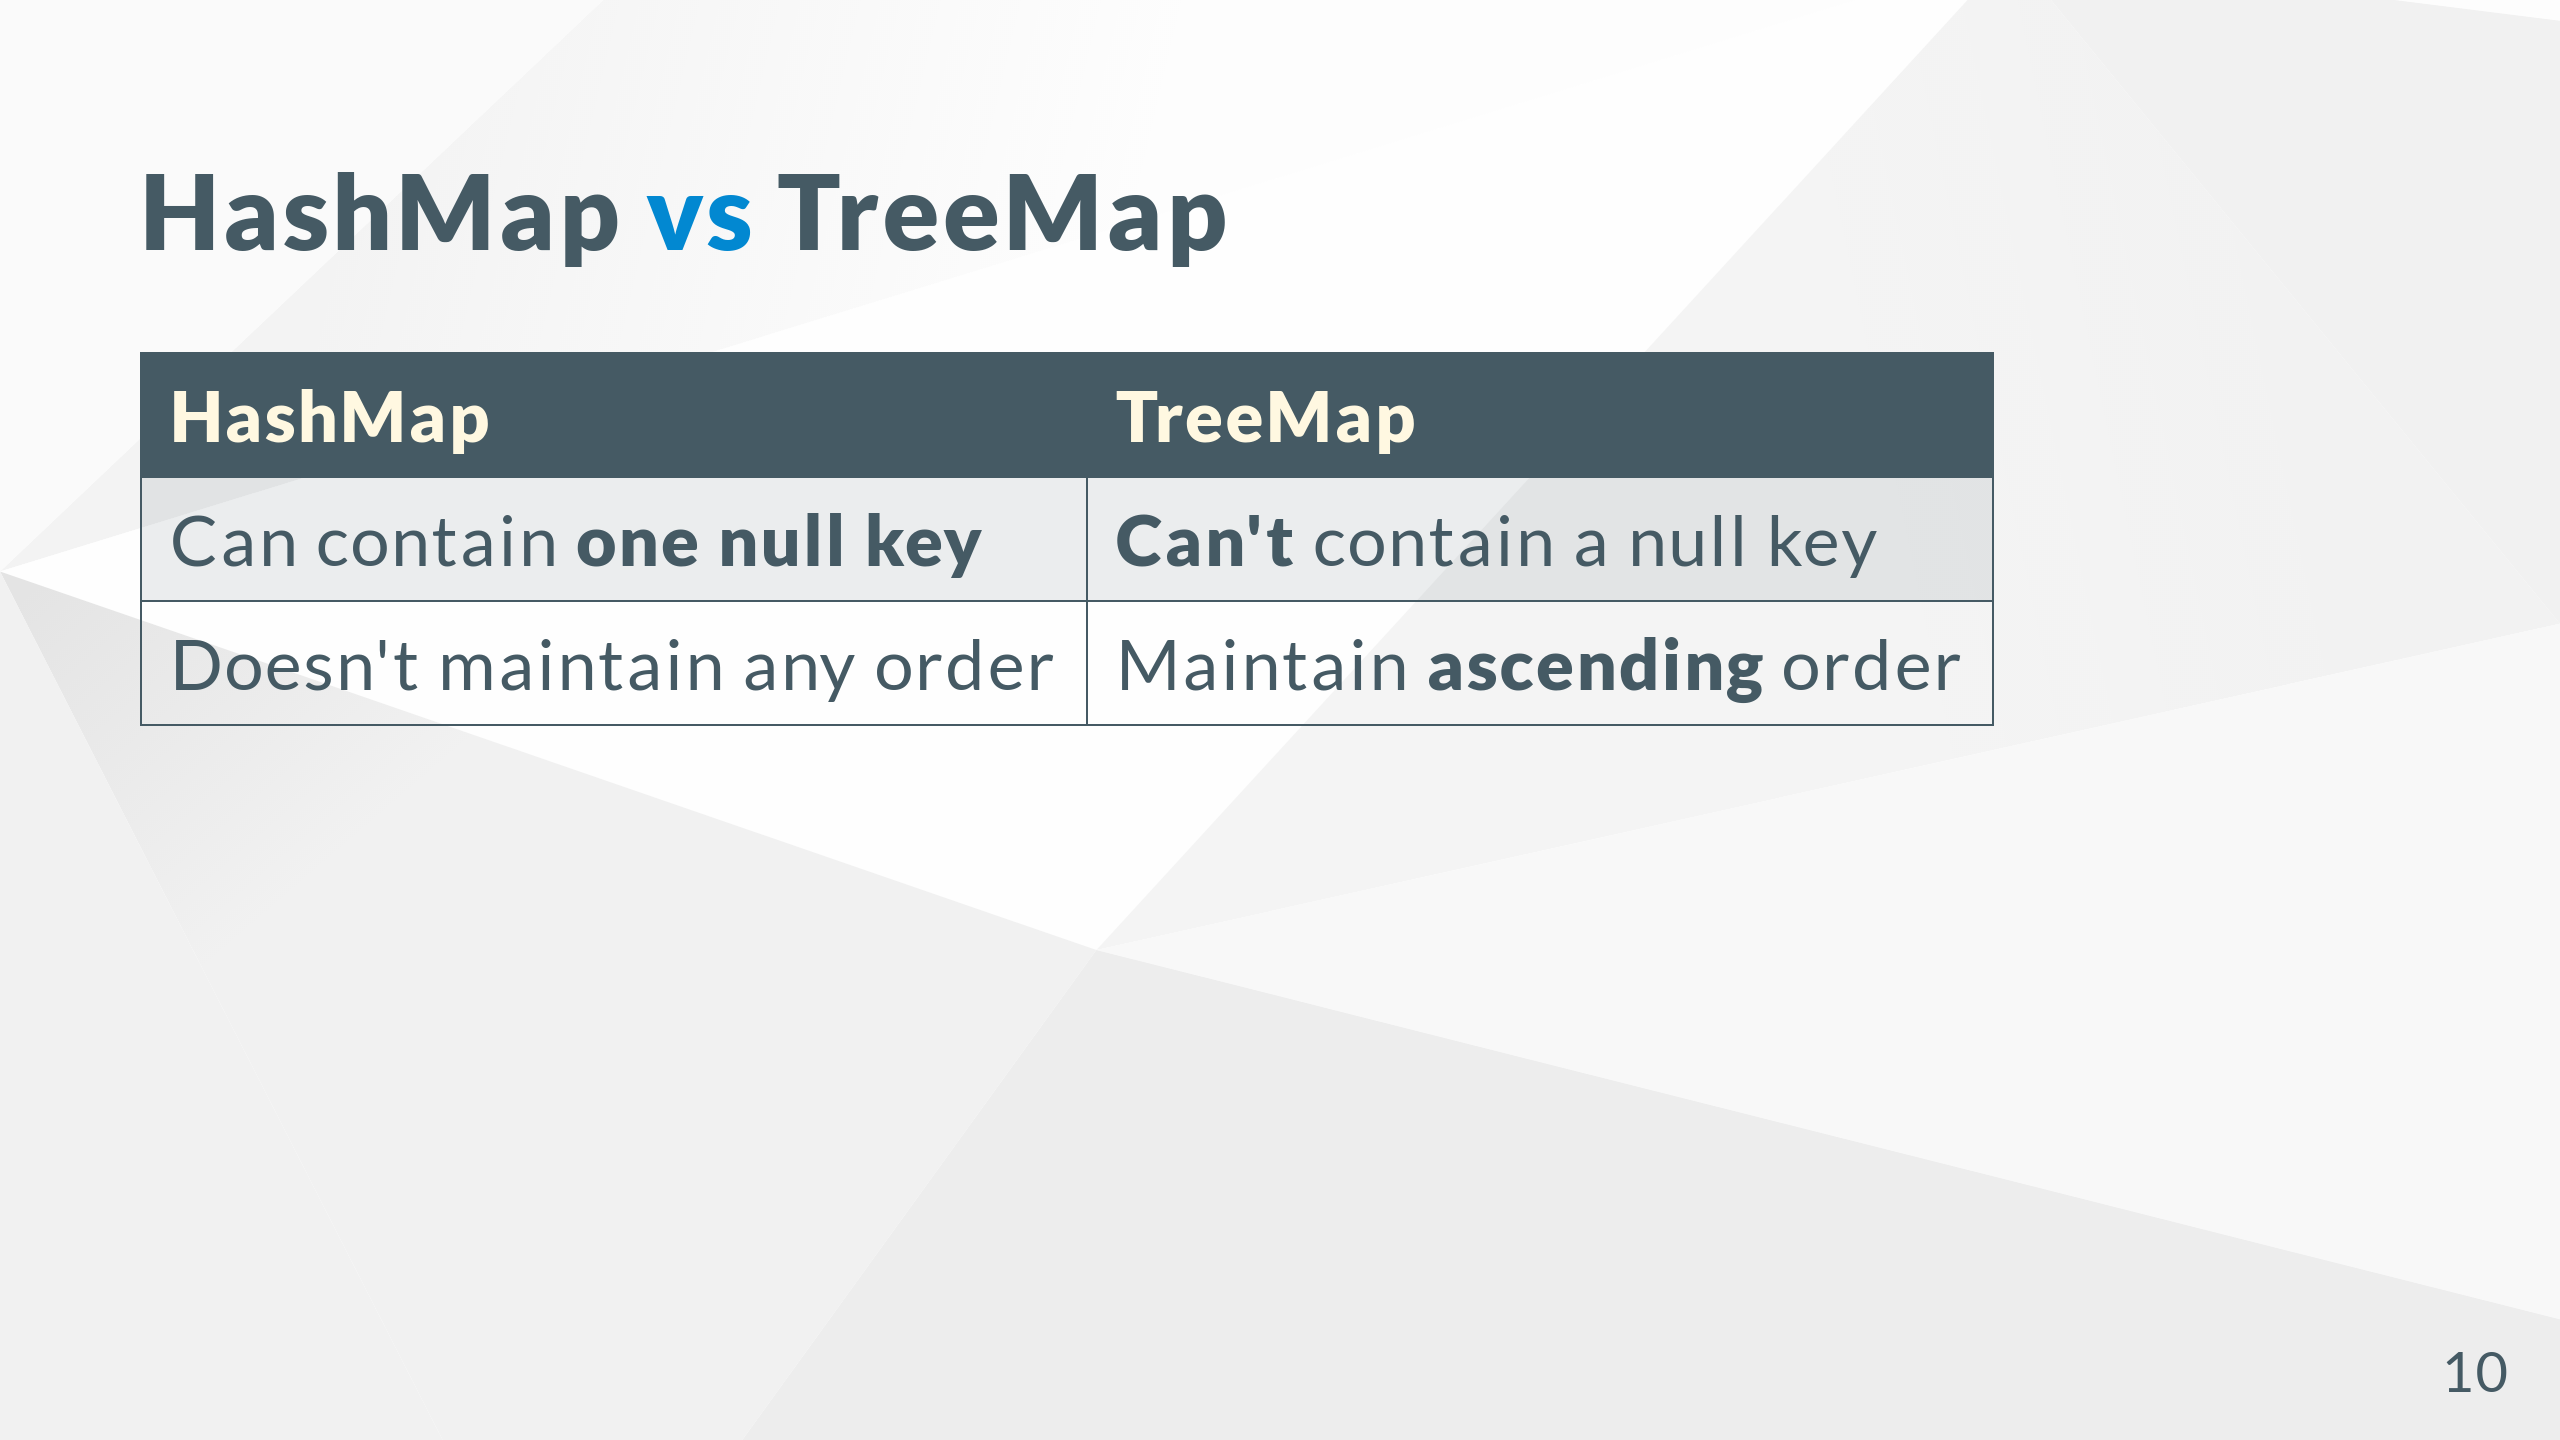 HashMap vs TreeMap
HashMap TreeMap
Can contain one null key Can't contain a null key
Doesn't maintain any order Maintain ascending order
10